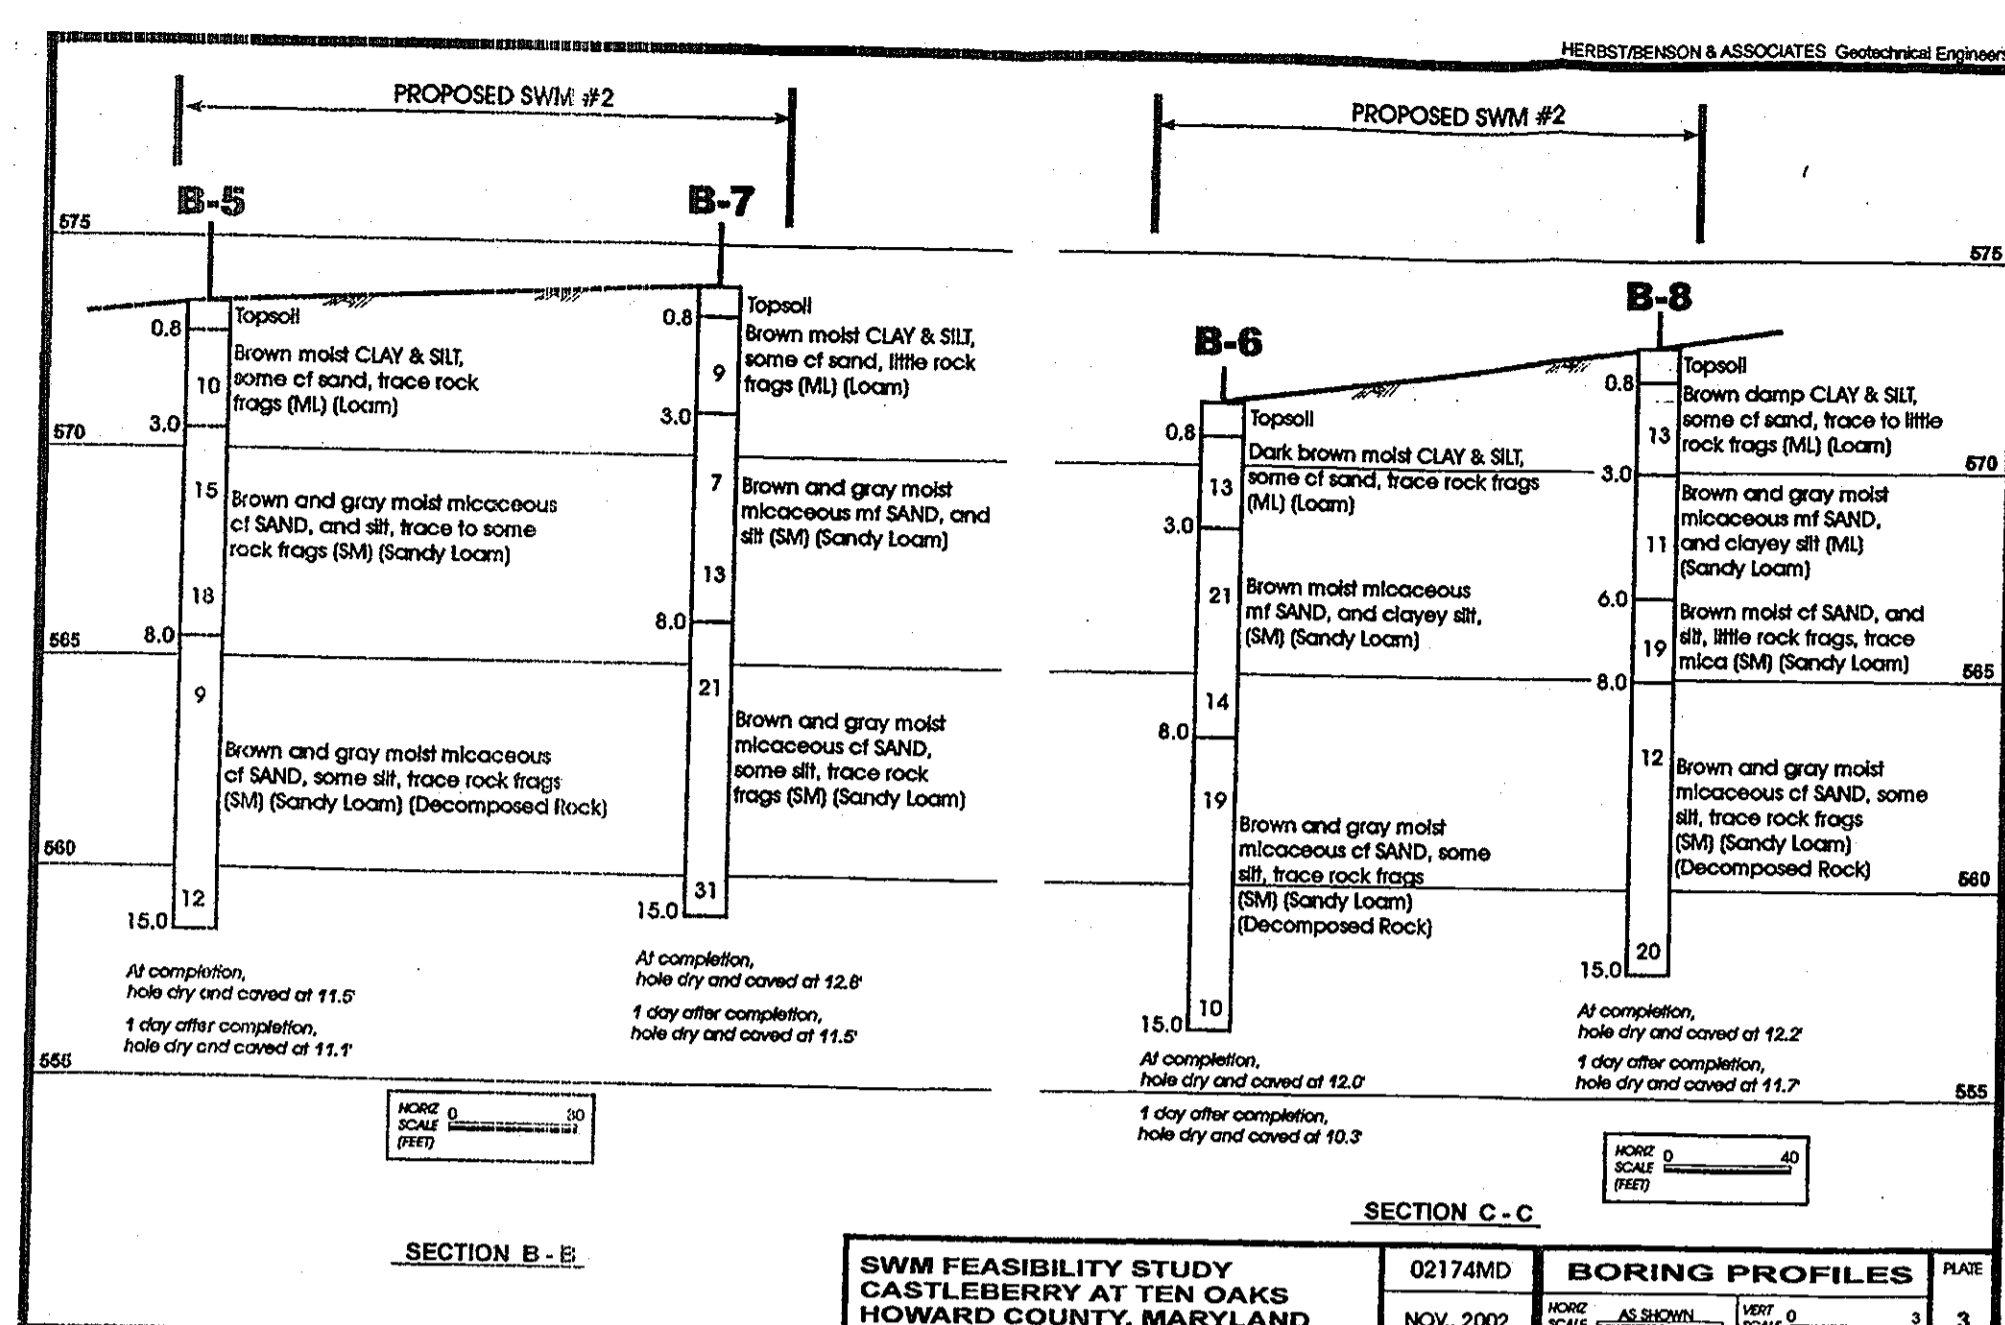 HERBST/BENSON & ASSOCIATES Geotechnical Engineers
PROPOSED SWM #2
B-5
B-7
575
Topsoil
0.8
Brown moist CLAY & SILT,
some cf sand, trace rock
frags (ML) (Loam)
10
3.0
570
15
Brown and gray moist micaceous
cf SAND, and silt, trace to some
rock frags (SM) (Sandy Loam)
18
8.0
565
9
Brown and gray moist micaceous
cf SAND, some silt, trace rock frags
(SM) (Sandy Loam) (Decomposed Rock)
560
12
15.0
At completion,
hole dry and caved at 11.5'
1 day after completion,
hole dry and caved at 11.1'
555
Topsoil
0.8
Brown moist CLAY & SILT,
some cf sand, little rock
frags (ML) (Loam)
9
3.0
7
Brown and gray moist
micaceous mf SAND, and
silt (SM) (Sandy Loam)
13
8.0
21
Brown and gray moist
micaceous cf SAND,
some silt, trace rock
frags (SM) (Sandy Loam)
31
15.0
At completion,
hole dry and caved at 12.8'
1 day after completion,
hole dry and caved at 11.5'
HORIZ
SCALE
(FEET)
0 30
SECTION B - B
PROPOSED SWM #2
B-6
B-8
575
Topsoil
0.8
Dark brown moist CLAY & SILT,
some cf sand, trace rock frags
(ML) (Loam)
13
3.0
21
Brown moist micaceous
mf SAND, and clayey silt,
(SM) (Sandy Loam)
14
8.0
19
Brown and gray moist
micaceous cf SAND, some
silt, trace rock frags
(SM) (Sandy Loam)
(Decomposed Rock)
10
15.0
At completion,
hole dry and caved at 12.0'
1 day after completion,
hole dry and caved at 10.3'
Topsoil
0.8
Brown damp CLAY & SILT,
some cf sand, trace to little
rock frags (ML) (Loam)
13
570
3.0
Brown and gray moist
micaceous mf SAND,
and clayey silt (ML)
(Sandy Loam)
11
6.0
Brown moist cf SAND, and
silt, little rock frags, trace
mica (SM) (Sandy Loam)
19
565
8.0
12
Brown and gray moist
micaceous cf SAND, some
silt, trace rock frags
(SM) (Sandy Loam)
(Decomposed Rock)
560
20
15.0
At completion,
hole dry and caved at 12.2'
1 day after completion,
hole dry and caved at 11.7'
555
HORIZ
SCALE
(FEET)
0 40
SECTION C - C
SWM FEASIBILITY STUDY
CASTLEBERRY AT TEN OAKS
HOWARD COUNTY, MARYLAND
02174MD
NOV., 2002
BORING PROFILES
HORIZ
SCALE
AS SHOWN
VERT
SCALE
0 3
PLATE
3